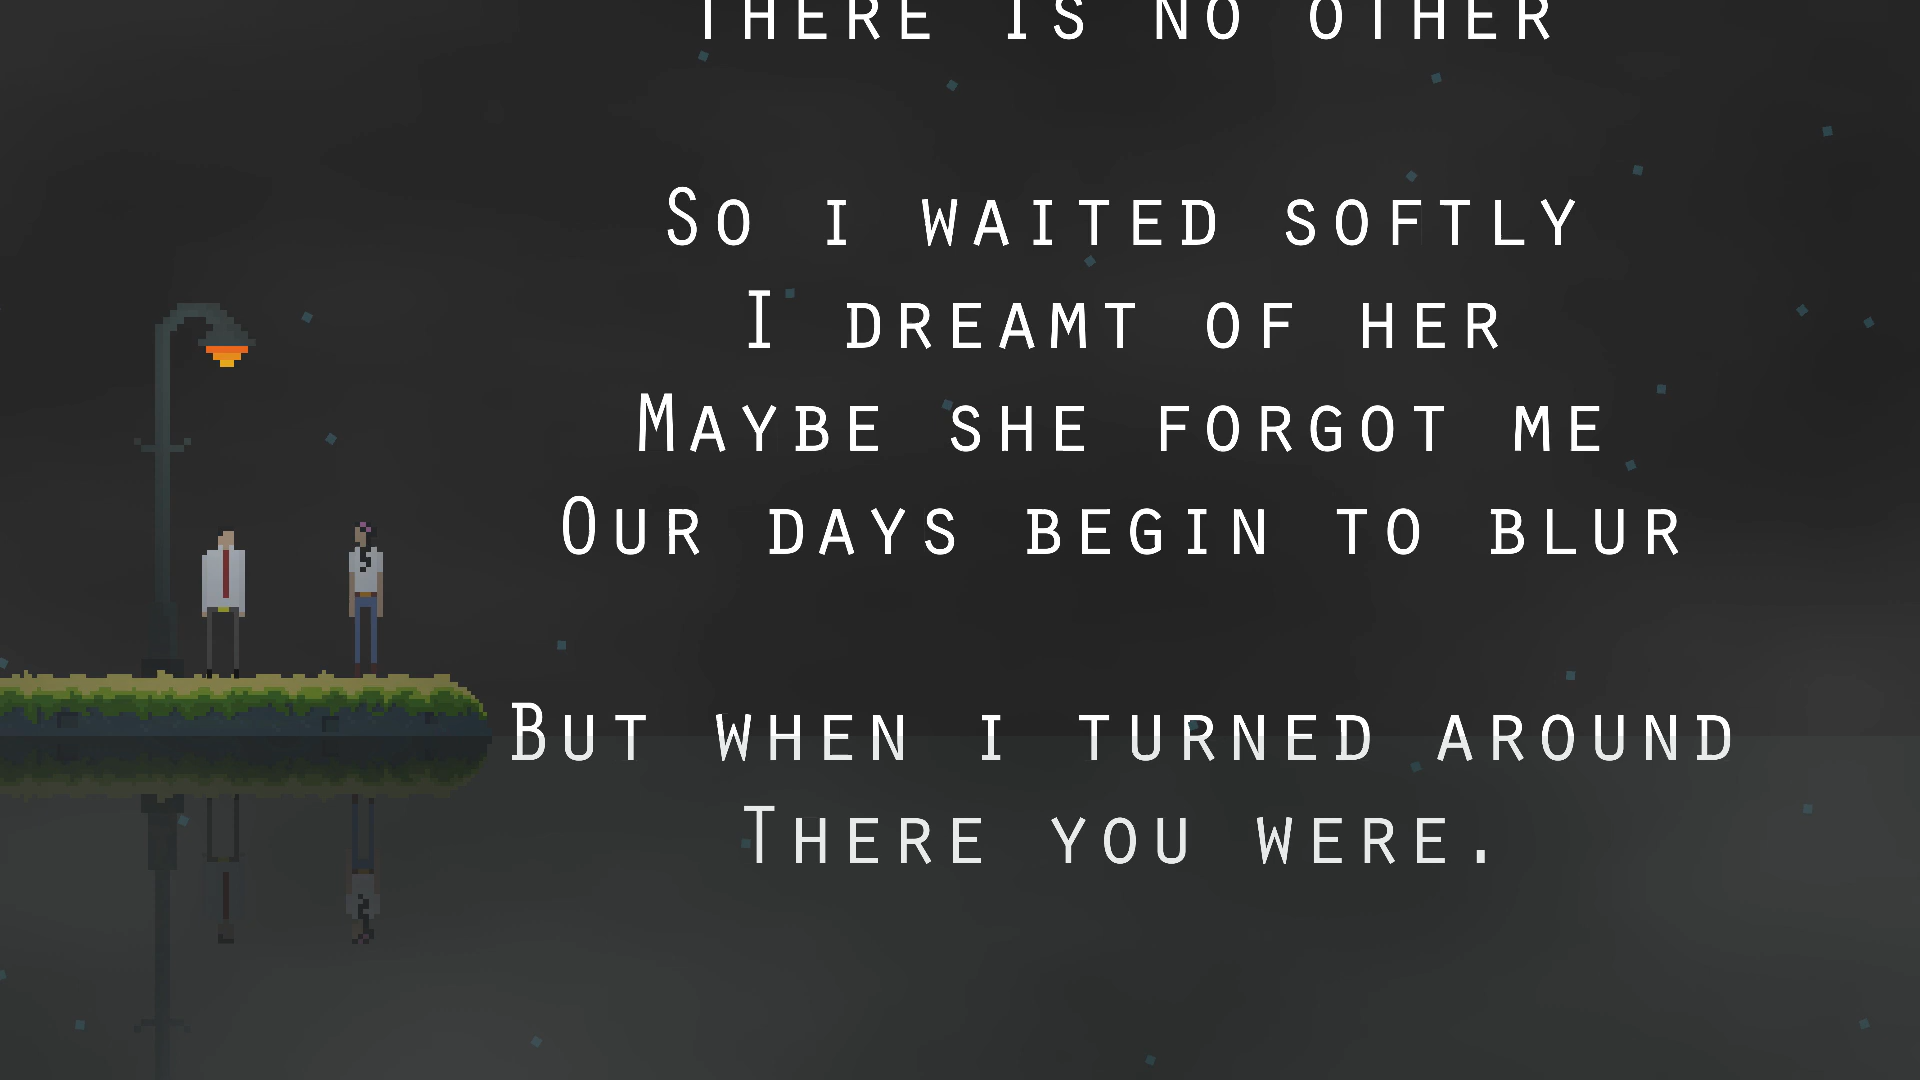 There is no other
So i waited softly
I dreamt of her
Maybe she forgot me
Our days begin to blur
But when i turned around
There you were.